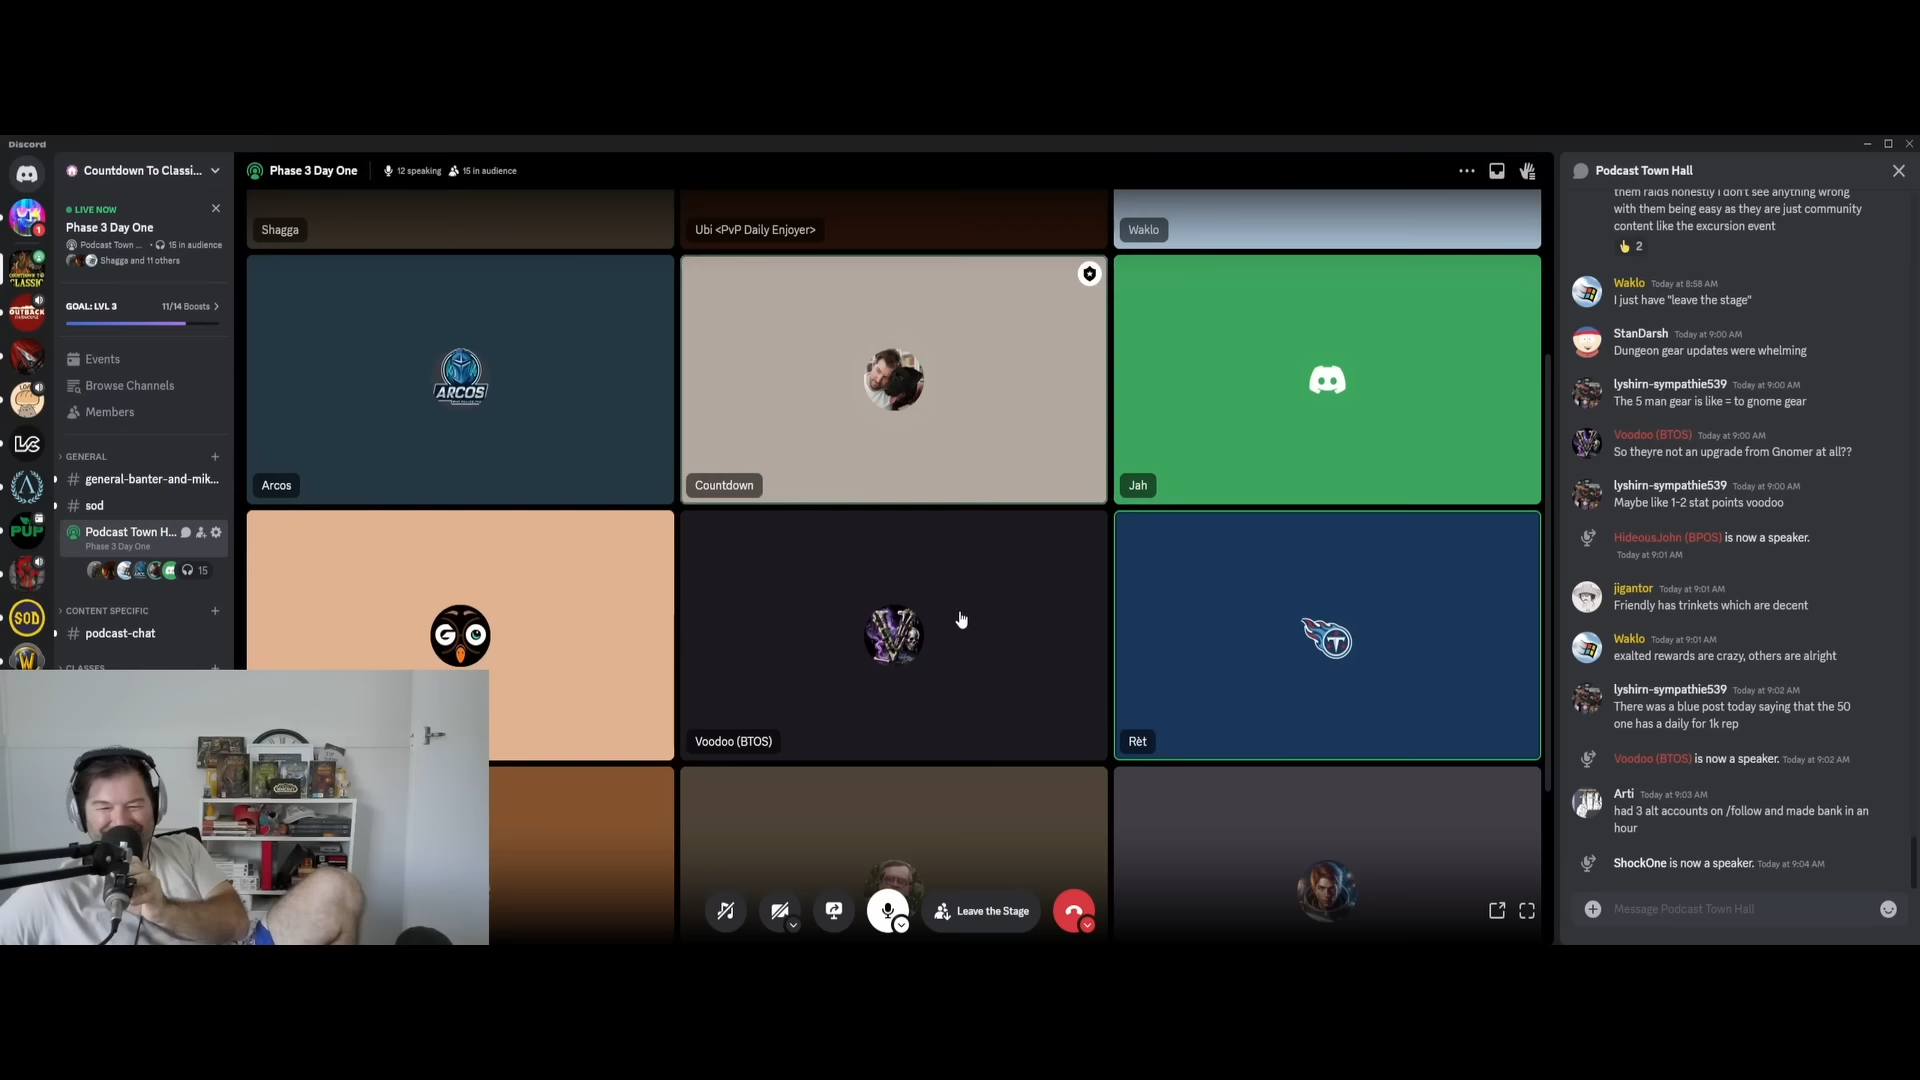 Discord
Countdown To Classi...
LIVE NOW
Phase 3 Day One
Podcast Town ... • 15 in audience
Shagga and 11 others
GOAL: LVL 3 11/14 Boosts
Events
Browse Channels
Members
GENERAL
general-banter-and-mik...
sod
Podcast Town H...
Phase 3 Day One
15
CONTENT SPECIFIC
podcast-chat
CLASSES
1
PUP
SOD
Phase 3 Day One
12 speaking 15 in audience
Shagga
Ubi <PvP Daily Enjoyer>
Waklo
ARCOS
Arcos
Countdown
Jah
Voodoo (BTOS)
Rèt
Leave the Stage
Podcast Town Hall
them raids honestly i don't see anything wrong
with them being easy as they are just community
content like the excursion event
2
Waklo Today at 8:58 AM
I just have "leave the stage"
StanDarsh Today at 9:00 AM
Dungeon gear updates were whelming
lyshirn-sympathie539 Today at 9:00 AM
The 5 man gear is like = to gnome gear
Voodoo (BTOS) Today at 9:00 AM
So theyre not an upgrade from Gnomer at all??
lyshirn-sympathie539 Today at 9:00 AM
Maybe like 1-2 stat points voodoo
HideousJohn (BPOS) is now a speaker.
Today at 9:01 AM
jigantor Today at 9:01 AM
Friendly has trinkets which are decent
Waklo Today at 9:01 AM
exalted rewards are crazy, others are alright
lyshirn-sympathie539 Today at 9:02 AM
There was a blue post today saying that the 50
one has a daily for 1k rep
Voodoo (BTOS) is now a speaker. Today at 9:02 AM
Arti Today at 9:03 AM
had 3 alt accounts on /follow and made bank in an
hour
ShockOne is now a speaker. Today at 9:04 AM
Message Podcast Town Hall